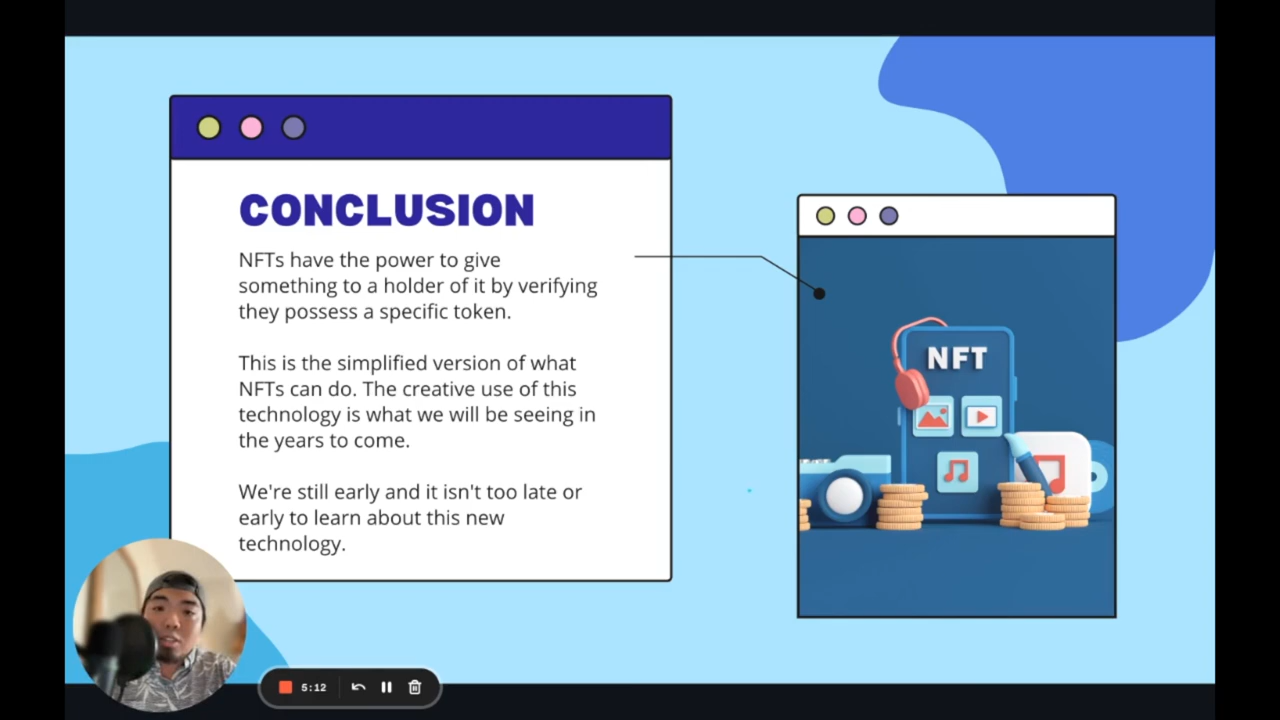 CONCLUSION
NFTs have the power to give
something to a holder of it by verifying
they possess a specific token.
This is the simplified version of what
NFTs can do. The creative use of this
technology is what we will be seeing in
the years to come.
We're still early and it isn't too late or
early to learn about this new
technology.
NFT
5:12